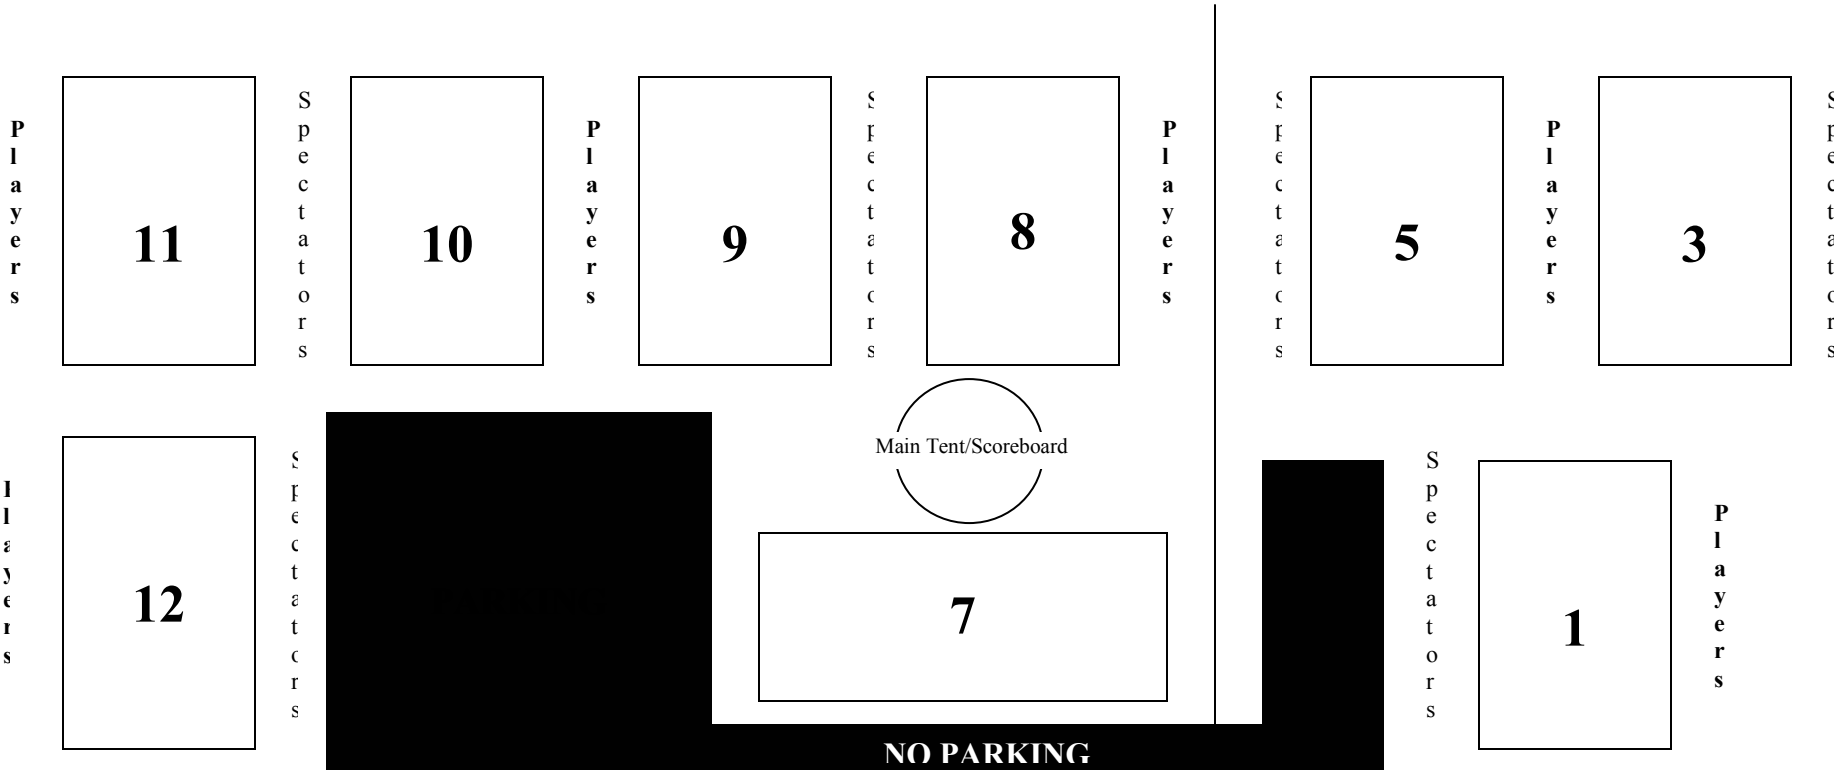 Players
11
Spectators
10
Players
9
Spectators
8
Players
Spectators
5
Players
3
Spectators
Main Tent/Scoreboard
Players
12
Spectators
7
Spectators
1
Players
NO PARKING